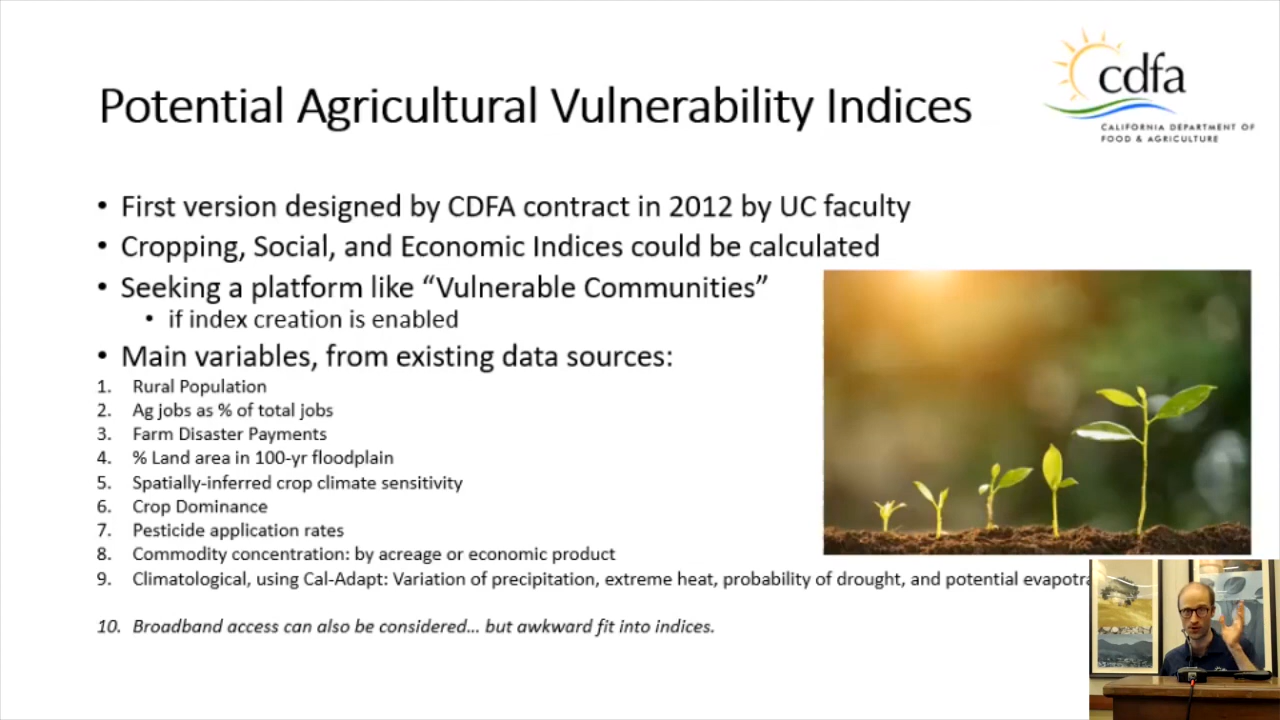 Potential Agricultural Vulnerability Indices
cdfa
CALIFORNIA DEPARTMENT OF
FOOD & AGRICULTURE
• First version designed by CDFA contract in 2012 by UC faculty
• Cropping, Social, and Economic Indices could be calculated
• Seeking a platform like “Vulnerable Communities”
• if index creation is enabled
• Main variables, from existing data sources:
1. Rural Population
2. Ag jobs as % of total jobs
3. Farm Disaster Payments
4. % Land area in 100-yr floodplain
5. Spatially-inferred crop climate sensitivity
6. Crop Dominance
7. Pesticide application rates
8. Commodity concentration: by acreage or economic product
9. Climatological, using Cal-Adapt: Variation of precipitation, extreme heat, probability of drought, and potential
10. Broadband access can also be considered... but awkward fit into indices.